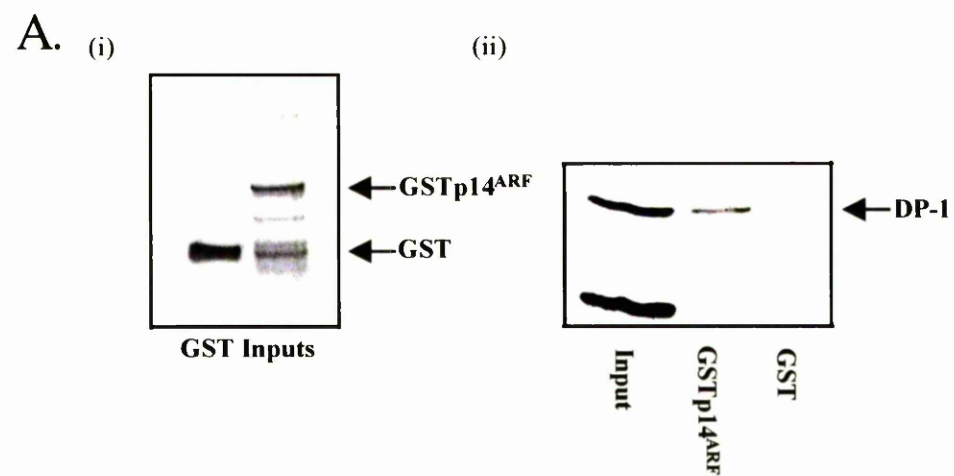 A.
(i)
(ii)
GSTp14ARF
GST
GST Inputs
DP-1
Input
GSTp14ARF
GST